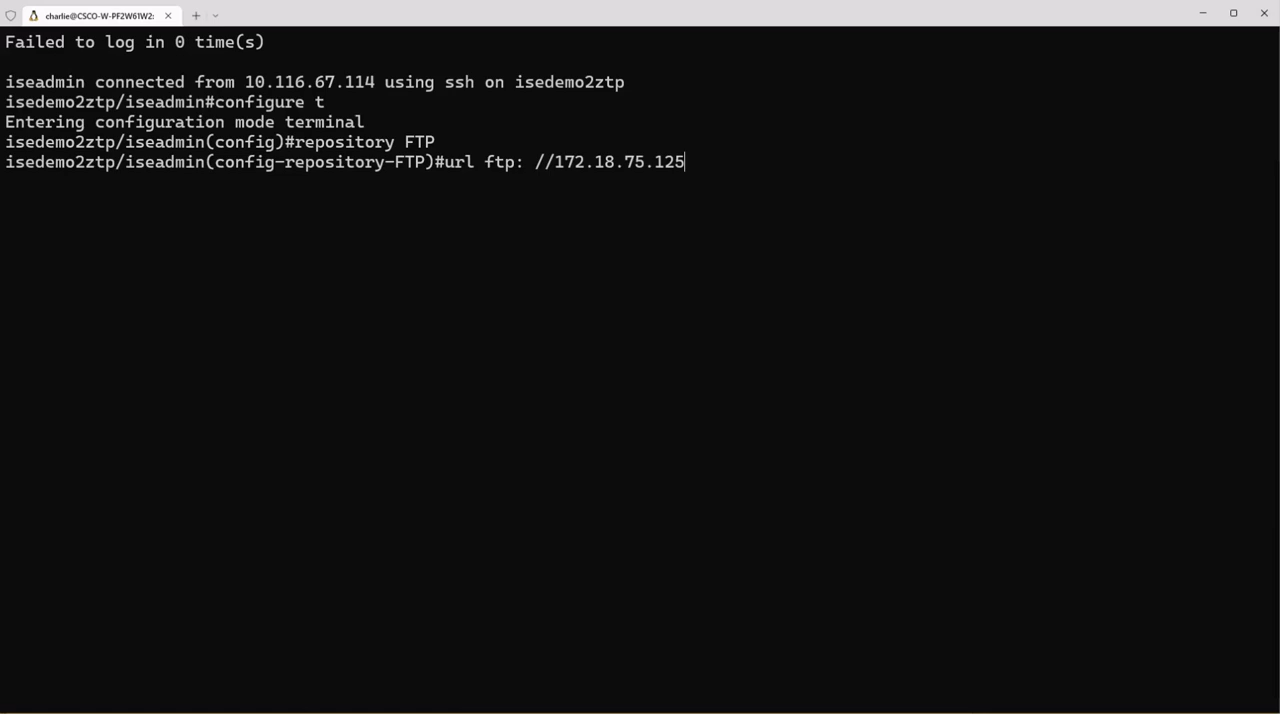 charlie@CSCO-W-PF2W61W2:
Failed to log in 0 time(s)
iseadmin connected from 10.116.67.114 using ssh on isedemo2ztp
isedemo2ztp/iseadmin#configure t
Entering configuration mode terminal
isedemo2ztp/iseadmin(config)#repository FTP
isedemo2ztp/iseadmin(config-repository-FTP)#url ftp: //172.18.75.125